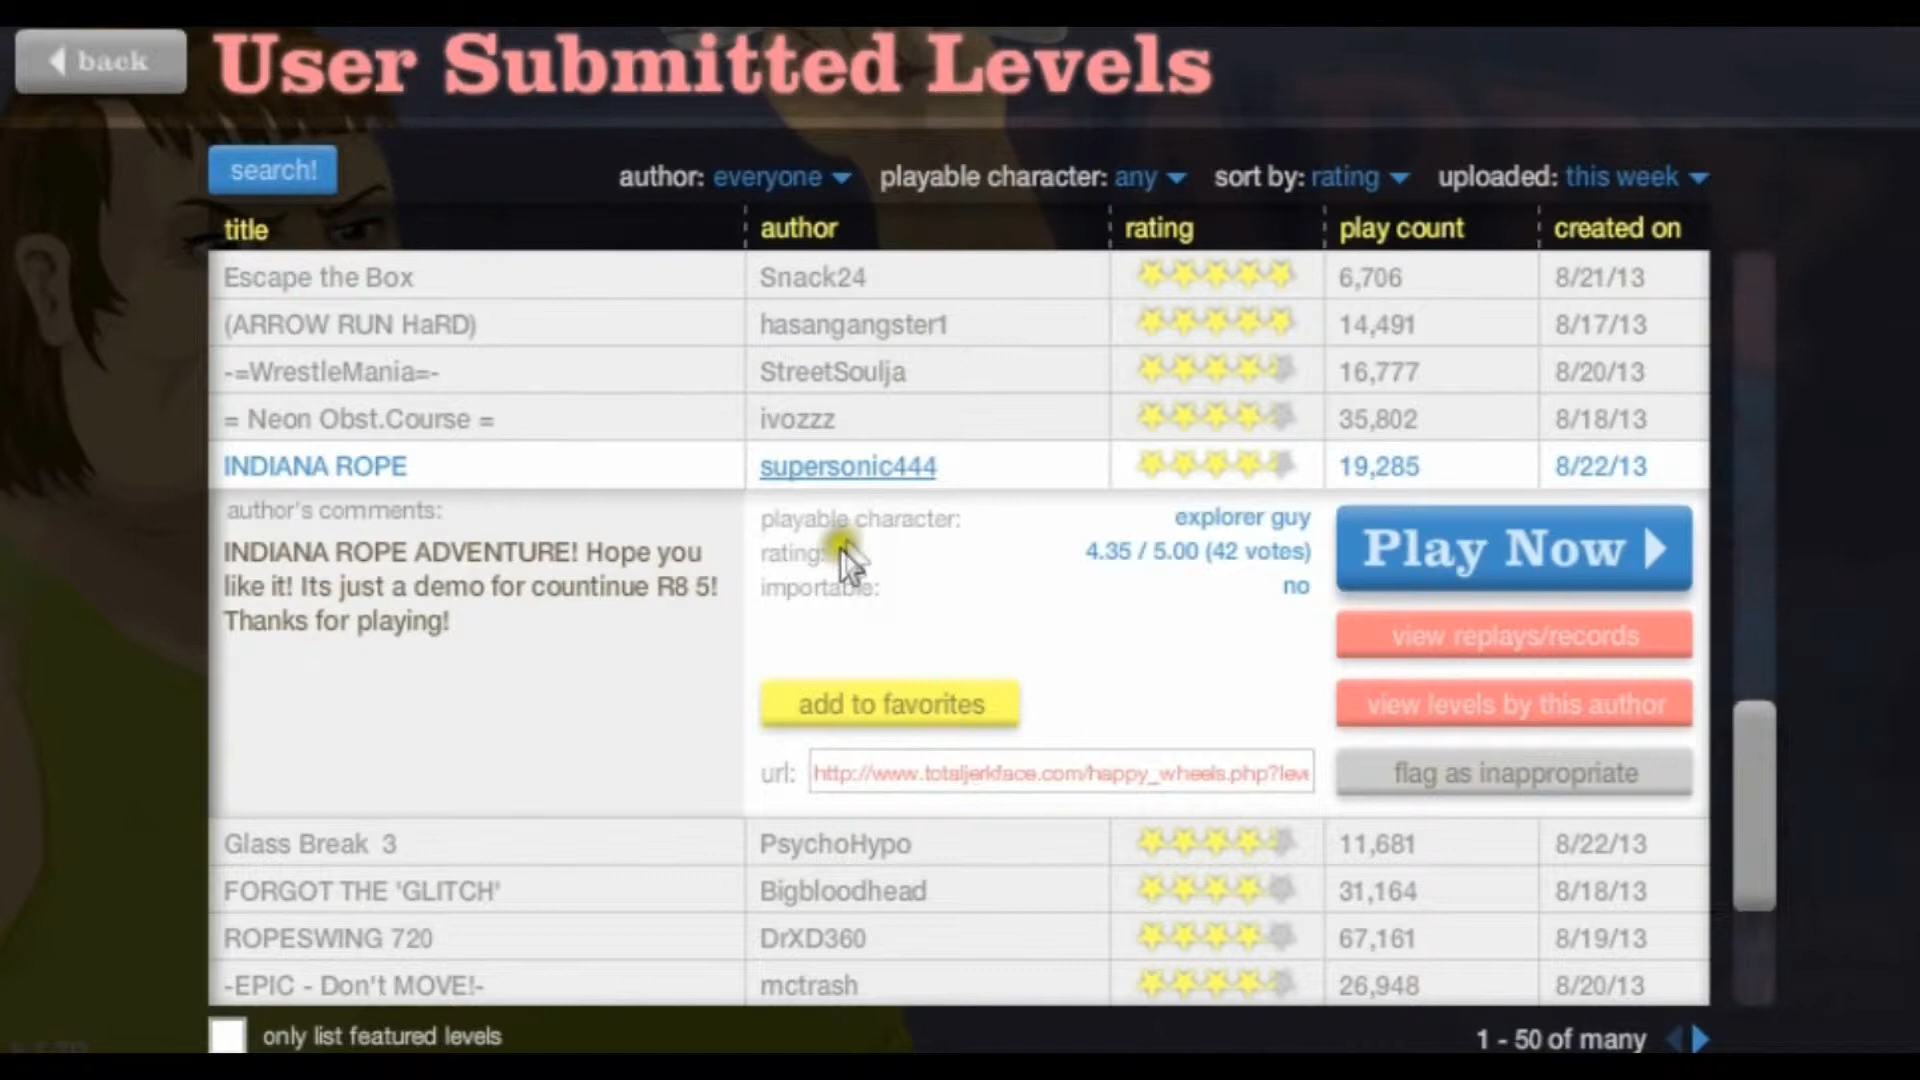 back
User Submitted Levels
search!
author: everyone playable character: any sort by: rating uploaded: this week
title author rating play count created on
Escape the Box Snack24 6,706 8/21/13
(ARROW RUN HaRD) hasangangster1 14,491 8/17/13
-=WrestleMania=- StreetSoulja 16,777 8/20/13
= Neon Obst.Course = ivozzz 35,802 8/18/13
INDIANA ROPE supersonic444 19,285 8/22/13
author's comments:
INDIANA ROPE ADVENTURE! Hope you
like it! Its just a demo for countinue R8 5!
Thanks for playing!
playable character: explorer guy
rating: 4.35 / 5.00 (42 votes)
importable: no
add to favorites
url: http://www.totaljerkface.com/happy_wheels.php?leve
Play Now
view replays/records
view levels by this author
flag as inappropriate
Glass Break 3 PsychoHypo 11,681 8/22/13
FORGOT THE 'GLITCH' Bigbloodhead 31,164 8/18/13
ROPESWING 720 DrXD360 67,161 8/19/13
-EPIC - Don't MOVE!- mctrash 26,948 8/20/13
only list featured levels
1 - 50 of many